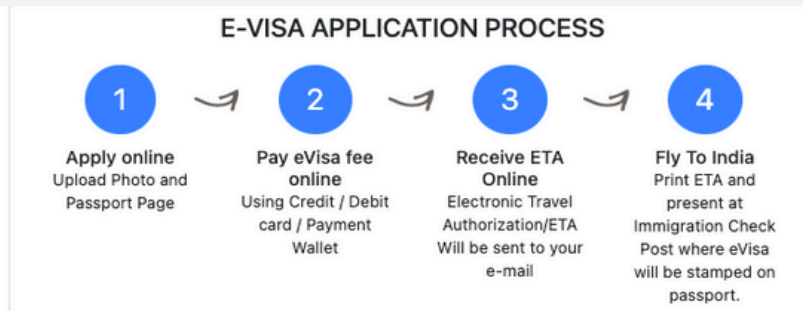 E-VISA APPLICATION PROCESS
1
Apply online
Upload Photo and
Passport Page
2
Pay eVisa fee
online
Using Credit / Debit
card / Payment
Wallet
3
Receive ETA
Online
Electronic Travel
Authorization/ETA
Will be sent to your
e-mail
4
Fly To India
Print ETA and
present at
Immigration Check
Post where eVisa
will be stamped on
passport.